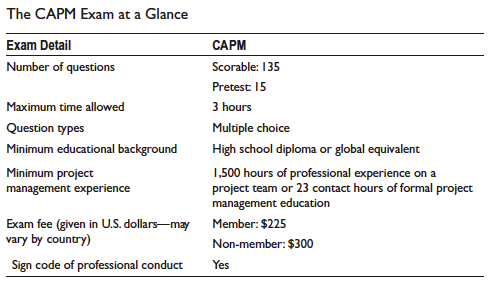 The CAPM Exam at a Glance
Exam Detail CAPM
Number of questions Scorable: 135
Pretest: 15
Maximum time allowed 3 hours
Question types Multiple choice
Minimum educational background High school diploma or global equivalent
Minimum project management experience 1,500 hours of professional experience on a
project team or 23 contact hours of formal project
management education
Exam fee (given in U.S. dollars—may
vary by country) Member: $225
Non-member: $300
Sign code of professional conduct Yes